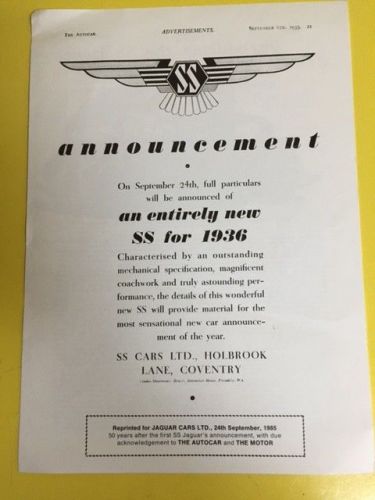 THE AUTOCAR. ADVERTISEMENTS. SEPTEMBER 6TH, 1935. 21
SS
announcement
On September 24th, full particulars
will be announced of
an entirely new
SS for 1936
Characterised by an outstanding
mechanical specification, magnificent
coachwork and truly astounding per-
formance, the details of this wonderful
new SS will provide material for the
most sensational new car announce-
ment of the year.
SS CARS LTD., HOLBROOK
LANE, COVENTRY
Reprinted for JAGUAR CARS LTD., 24th September, 1985
50 years after the first SS Jaguar's announcement, with due
acknowledgement to THE AUTOCAR and THE MOTOR